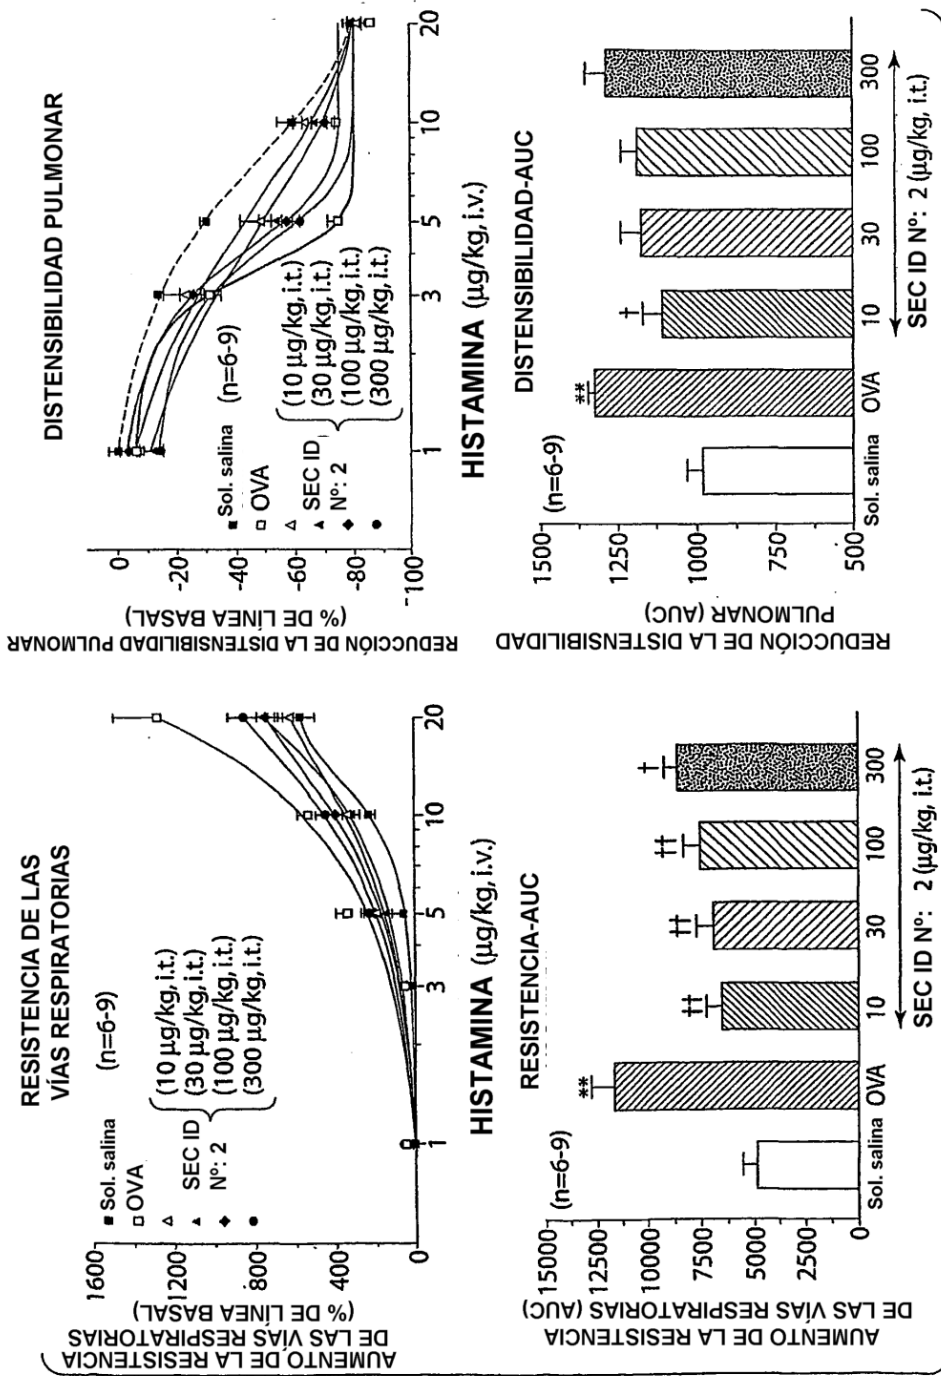 RESISTENCIA DE LAS
VÍAS RESPIRATORIAS
AUMENTO DE LA RESISTENCIA
DE LAS VÍAS RESPIRATORIAS
(% DE LÍNEA BASAL)
1600
1200
800
400
0
Sol. salina (n=6-9)
OVA
(10 μg/kg, i.t.)
SEC ID (30 μg/kg, i.t.)
Nº: 2 (100 μg/kg, i.t.)
(300 μg/kg, i.t.)
1 3 5 10 20
HISTAMINA (μg/kg, i.v.)
DISTENSIBILIDAD PULMONAR
REDUCCIÓN DE LA DISTENSIBILIDAD PULMONAR
(% DE LÍNEA BASAL)
0
-20
-40
-60
-80
-100
Sol. salina (n=6-9)
OVA
(10 μg/kg, i.t.)
SEC ID (30 μg/kg, i.t.)
Nº: 2 (100 μg/kg, i.t.)
(300 μg/kg, i.t.)
1 3 5 10 20
HISTAMINA (μg/kg, i.v.)
RESISTENCIA-AUC
AUMENTO DE LA RESISTENCIA
DE LAS VÍAS RESPIRATORIAS (AUC)
15000
12500
10000
7500
5000
2500
0
(n=6-9)
** †† †† †† †
Sol. salina OVA 10 30 100 300
SEC ID Nº: 2 (μg/kg, i.t.)
DISTENSIBILIDAD-AUC
REDUCCIÓN DE LA DISTENSIBILIDAD
PULMONAR (AUC)
1500
1250
1000
750
500
(n=6-9)
** †
Sol. salina OVA 10 30 100 300
SEC ID Nº: 2 (μg/kg, i.t.)